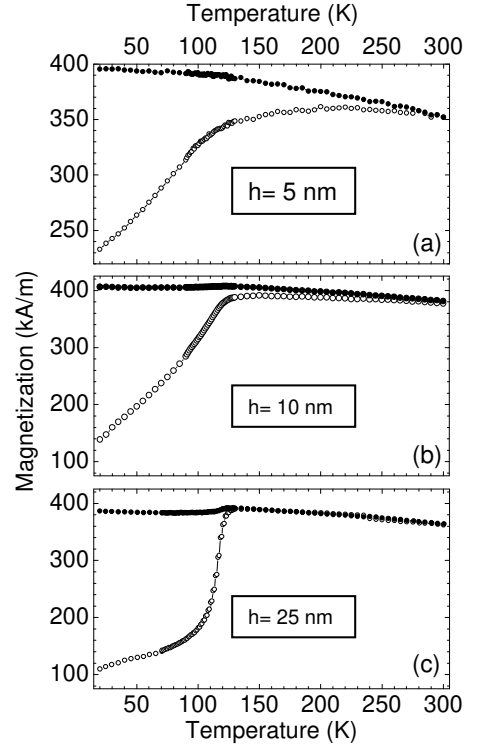 Temperature (K)
50 100 150 200 250 300
400
350
300
250
h= 5 nm
(a)
Magnetization (kA/m)
400
300
200
100
h= 10 nm
(b)
400
300
200
100
h= 25 nm
(c)
50 100 150 200 250 300
Temperature (K)